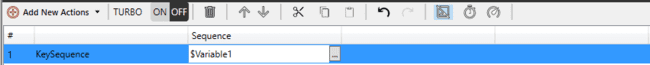 Add New Actions TURBO ON OFF
# Sequence
1 KeySequence $Variable1 ...